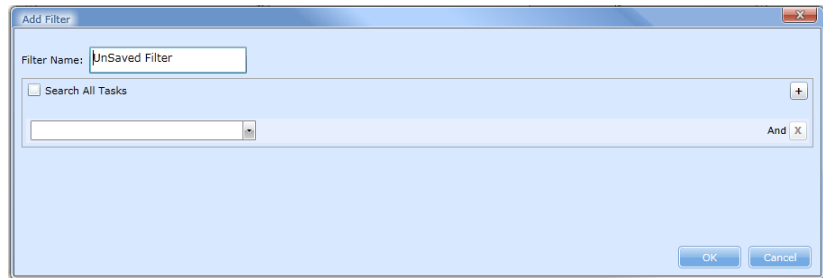 Add Filter
Filter Name: UnSaved Filter
Search All Tasks +
And X
OK Cancel